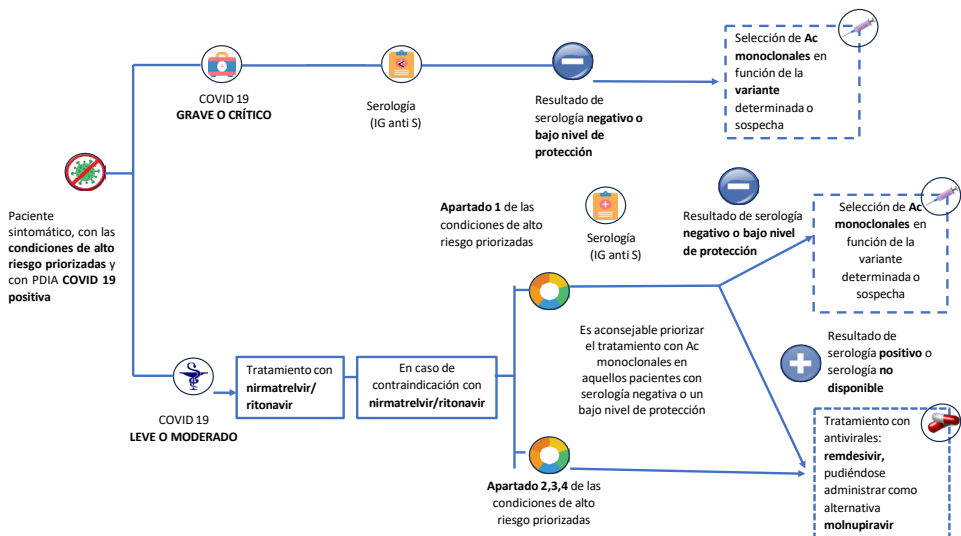 Paciente
sintomático, con las
condiciones de alto
riesgo priorizadas y
con PDIA COVID 19
positiva
COVID 19
GRAVE O CRÍTICO
Serología
(IG anti S)
Resultado de
serología negativo o
bajo nivel de
protección
Selección de Ac
monoclonales en
función de la
variante
determinada o
sospecha
COVID 19
LEVE O MODERADO
Tratamiento con
nirmatrelvir/
ritonavir
En caso de
contraindicación con
nirmatrelvir/ritonavir
Apartado 1 de las
condiciones de alto
riesgo priorizadas
Serología
(IG anti S)
Resultado de serología
negativo o bajo nivel
de protección
Selección de Ac
monoclonales en
función de la
variante
determinada o
sospecha
Es aconsejable priorizar
el tratamiento con Ac
monoclonales en
aquellos pacientes con
serología negativa o un
bajo nivel de protección
Resultado de
serología positivo o
serología no
disponible
Apartado 2,3,4 de las
condiciones de alto
riesgo priorizadas
Tratamiento con
antivirales:
remdesivir,
pudiéndose
administrar como
alternativa
molnupiravir